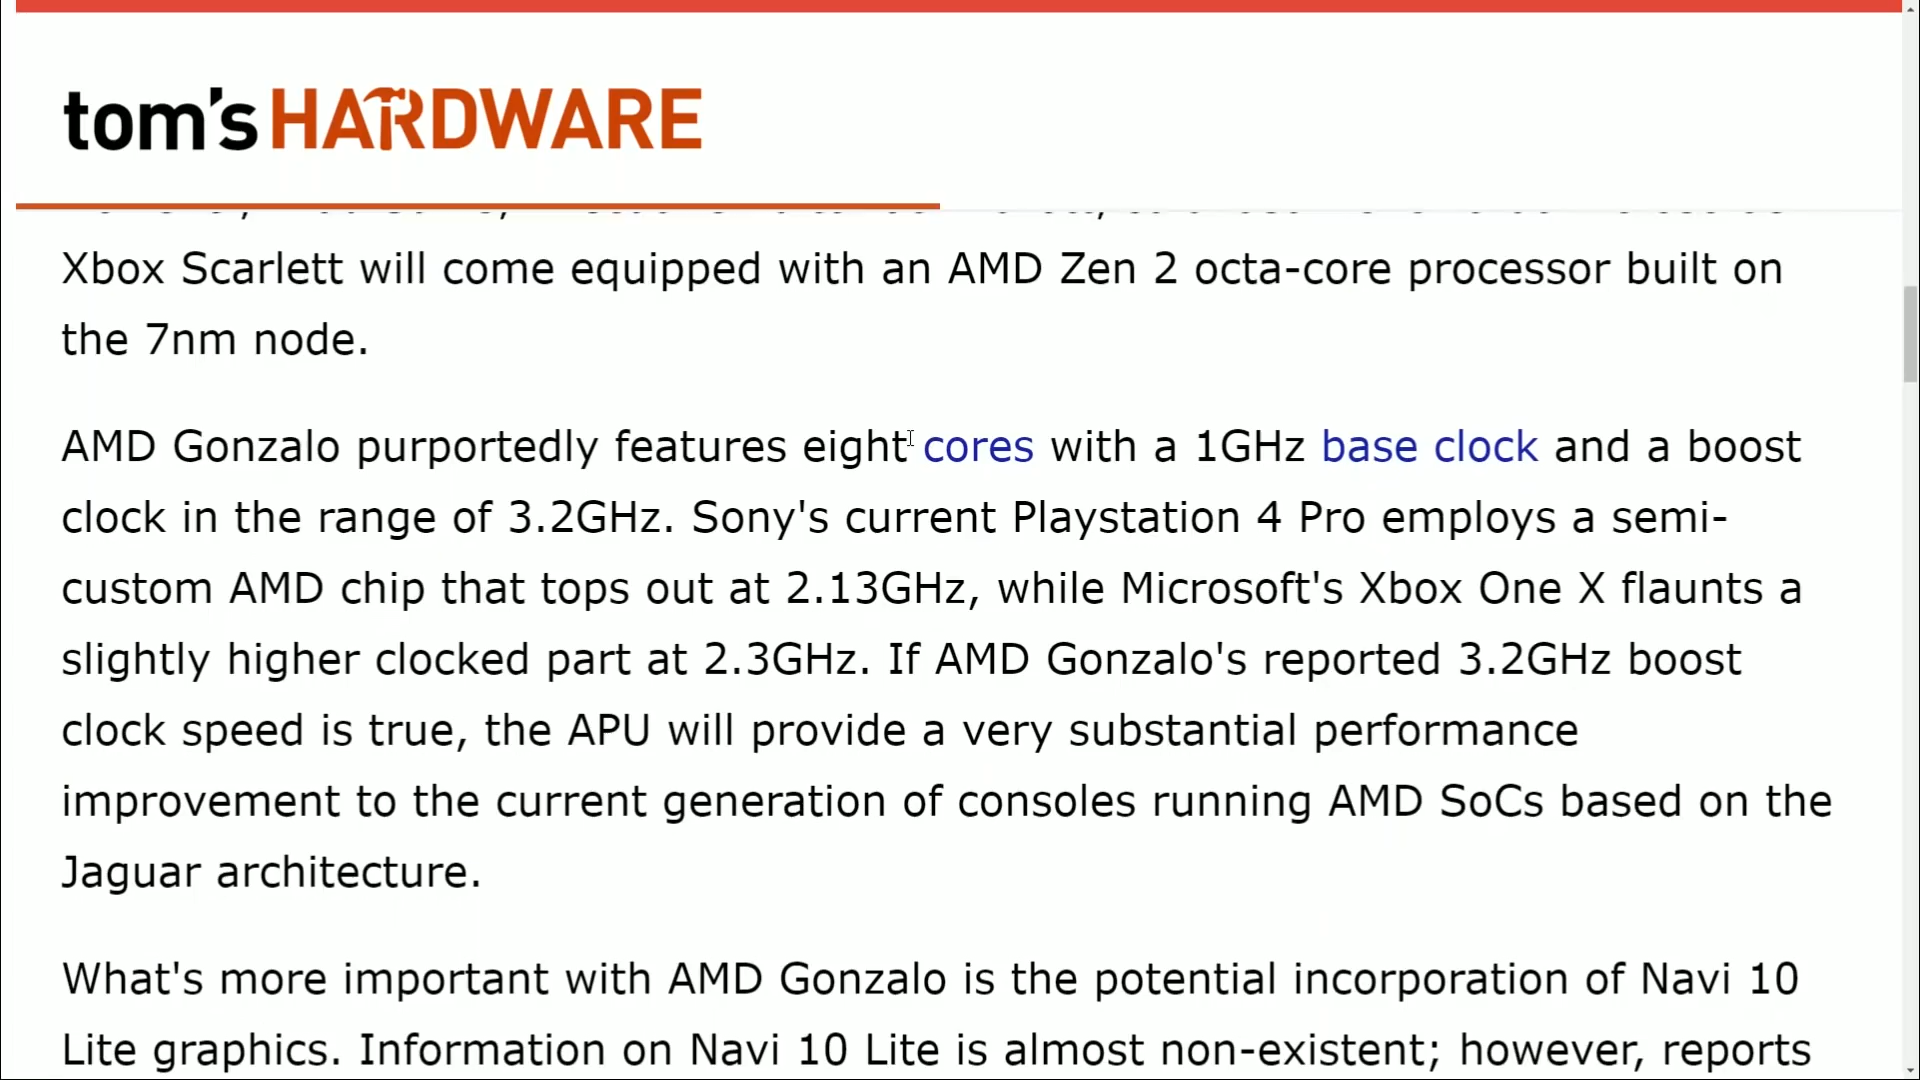 tom's HARDWARE
Xbox Scarlett will come equipped with an AMD Zen 2 octa-core processor built on
the 7nm node.
AMD Gonzalo purportedly features eight cores with a 1GHz base clock and a boost
clock in the range of 3.2GHz. Sony's current Playstation 4 Pro employs a semi-
custom AMD chip that tops out at 2.13GHz, while Microsoft's Xbox One X flaunts a
slightly higher clocked part at 2.3GHz. If AMD Gonzalo's reported 3.2GHz boost
clock speed is true, the APU will provide a very substantial performance
improvement to the current generation of consoles running AMD SoCs based on the
Jaguar architecture.
What's more important with AMD Gonzalo is the potential incorporation of Navi 10
Lite graphics. Information on Navi 10 Lite is almost non-existent; however, reports